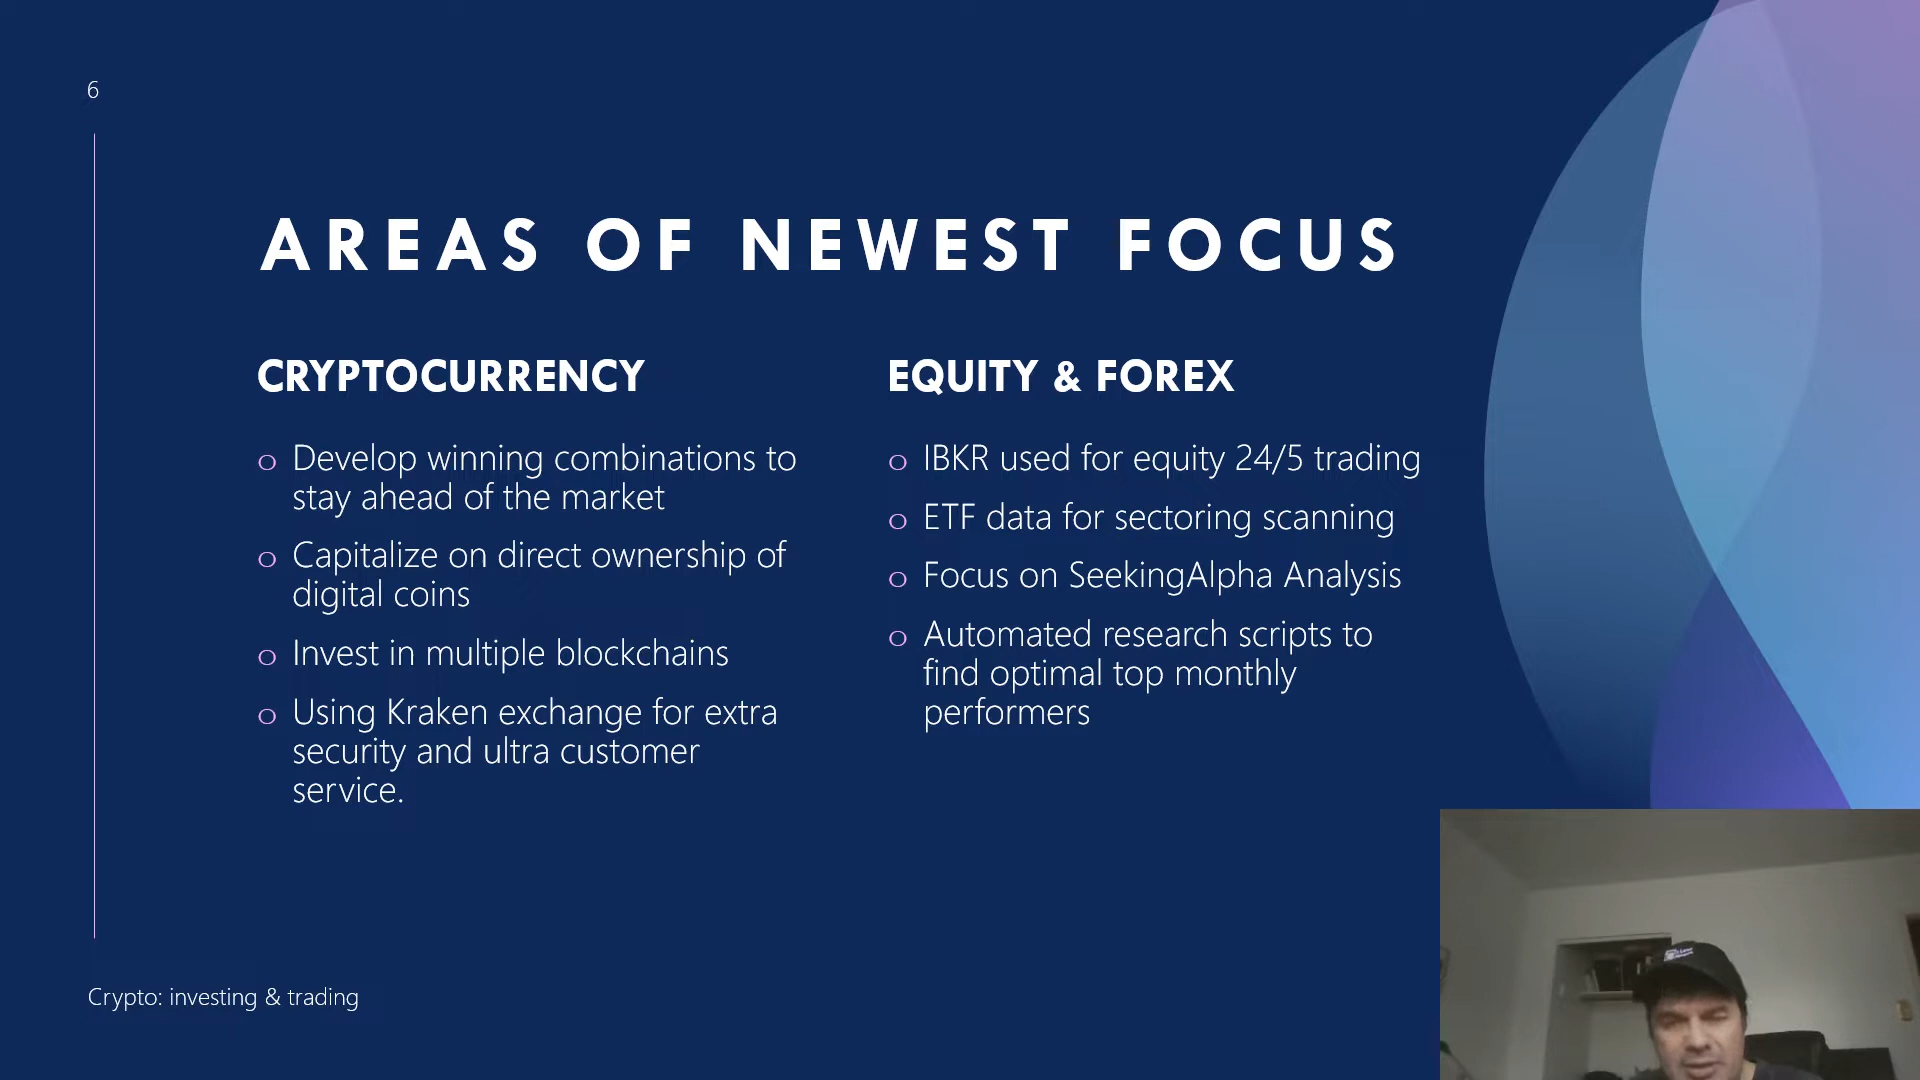 6
AREAS OF NEWEST FOCUS
CRYPTOCURRENCY
o Develop winning combinations to
stay ahead of the market
o Capitalize on direct ownership of
digital coins
o Invest in multiple blockchains
o Using Kraken exchange for extra
security and ultra customer
service.
EQUITY & FOREX
o IBKR used for equity 24/5 trading
o ETF data for sectoring scanning
o Focus on SeekingAlpha Analysis
o Automated research scripts to
find optimal top monthly
performers
Crypto: investing & trading